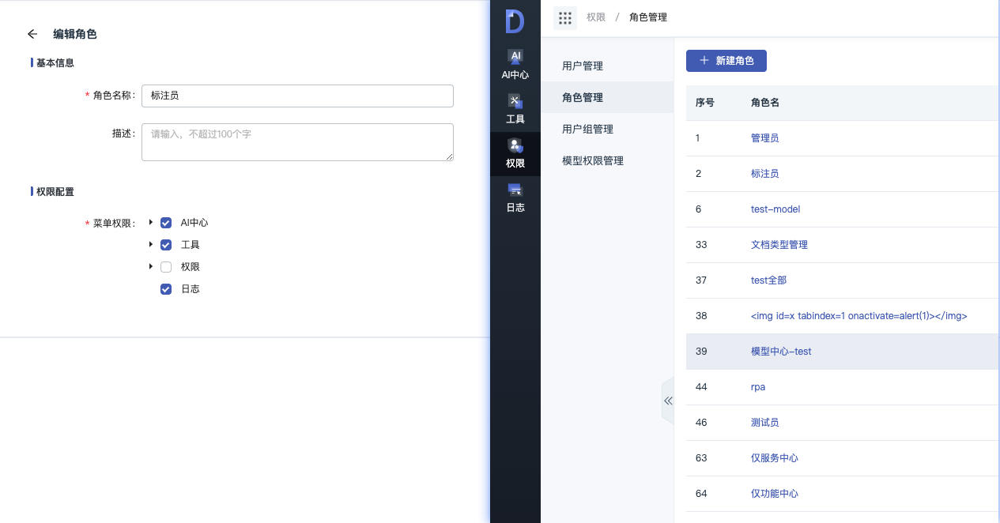 编辑角色
基本信息
* 角色名称: 标注员
描述: 请输入，不超过100个字
权限配置
* 菜单权限:
AI中心
工具
权限
日志
D
AI
AI中心
工具
权限
日志
权限 / 角色管理
用户管理
角色管理
用户组管理
模型权限管理
+ 新建角色
序号 角色名
1 管理员
2 标注员
6 test-model
33 文档类型管理
37 test全部
38 <img id=x tabindex=1 onactivate=alert(1)></img>
39 模型中心-test
44 rpa
46 测试员
63 仅服务中心
64 仅功能中心